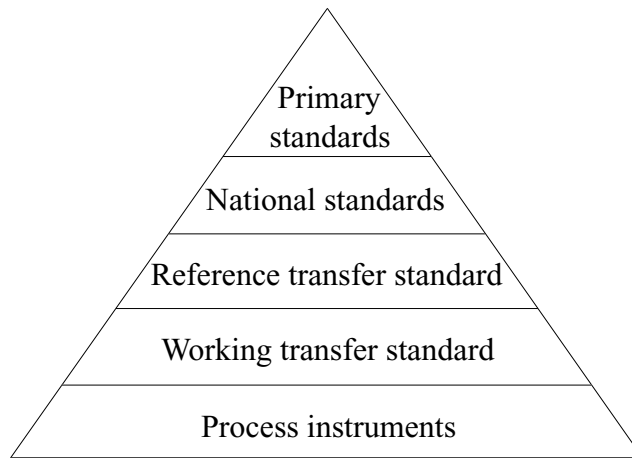 Primary
standards
National standards
Reference transfer standard
Working transfer standard
Process instruments